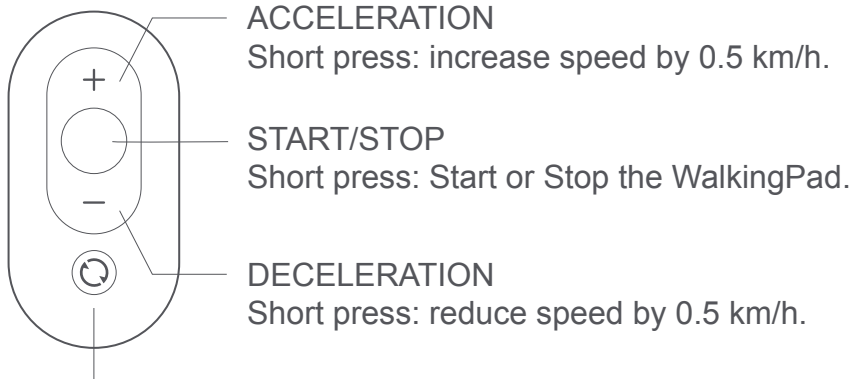 ACCELERATION
Short press: increase speed by 0.5 km/h.
START/STOP
Short press: Start or Stop the WalkingPad.
DECELERATION
Short press: reduce speed by 0.5 km/h.